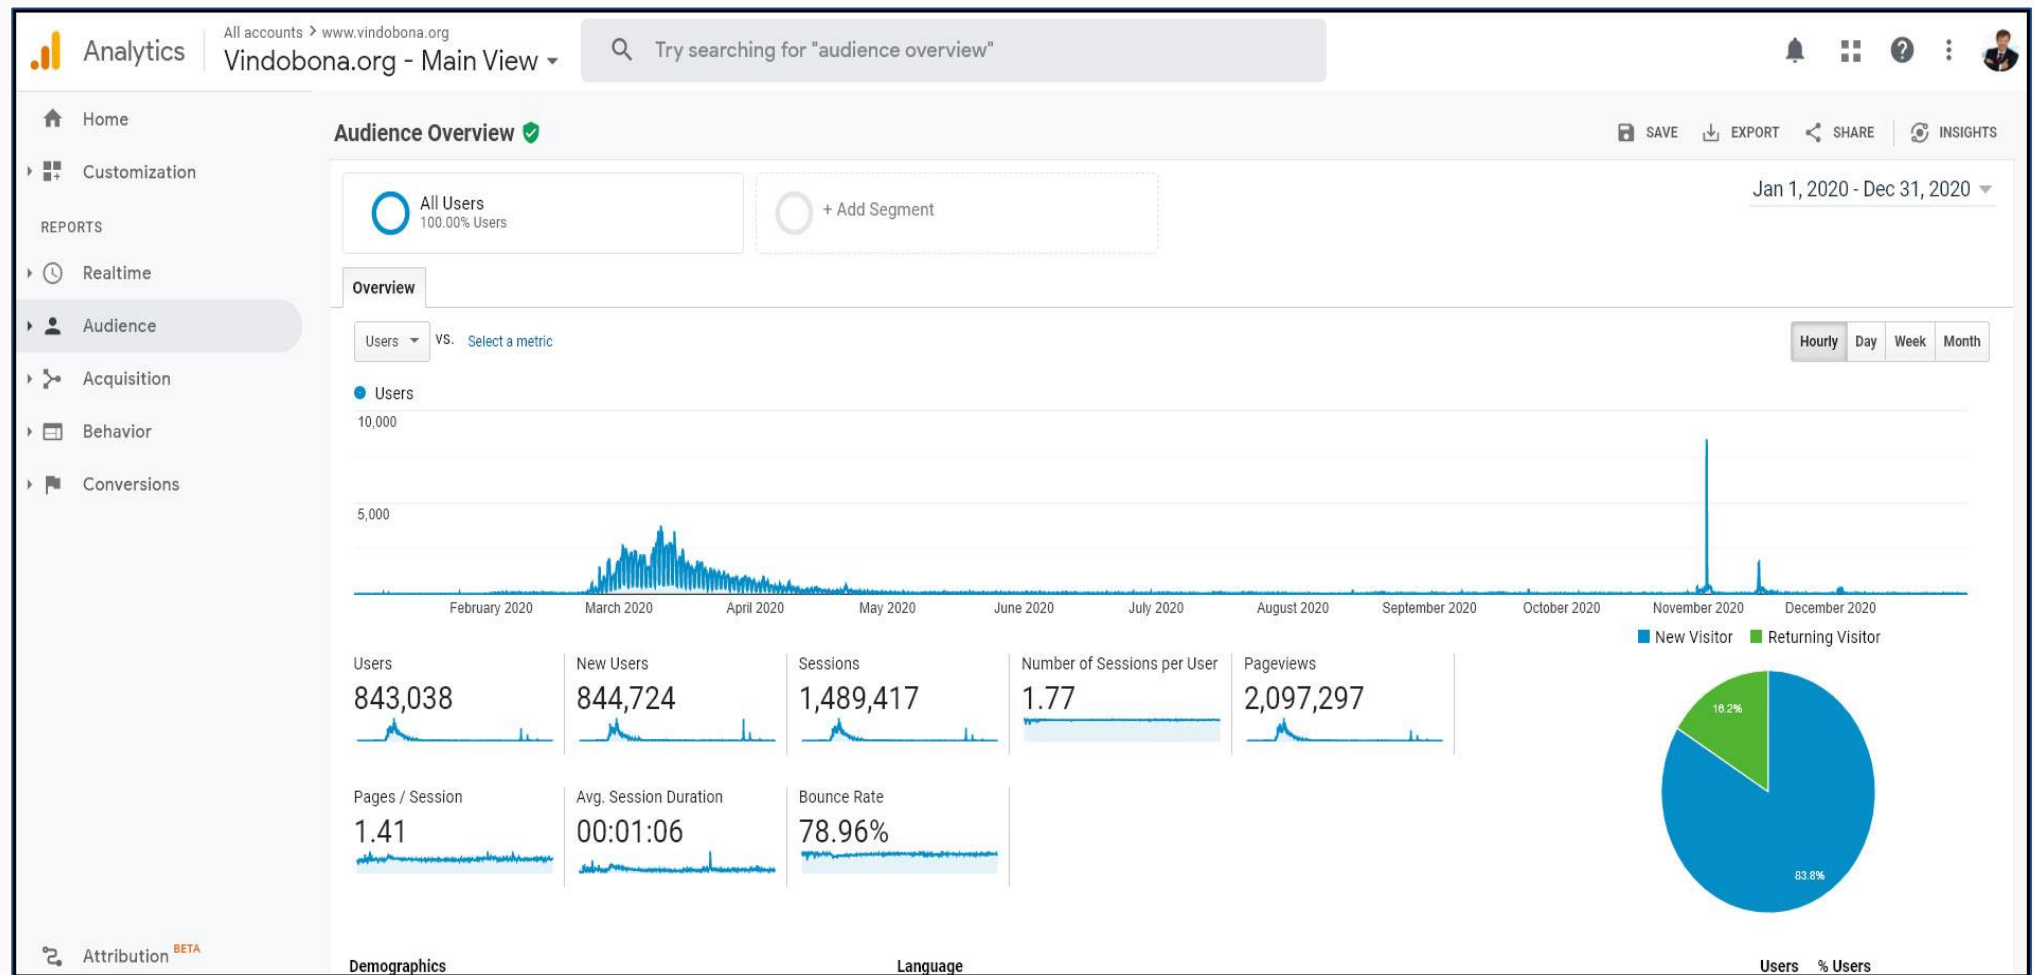 Analytics
All accounts > www.vindobona.org
Vindobona.org - Main View
Try searching for "audience overview"
Home
Customization
REPORTS
Realtime
Audience
Acquisition
Behavior
Conversions
Attribution BETA
Audience Overview
SAVE EXPORT SHARE INSIGHTS
All Users
100.00% Users
+ Add Segment
Jan 1, 2020 - Dec 31, 2020
Overview
Users VS. Select a metric
Hourly Day Week Month
Users
10,000
5,000
February 2020 March 2020 April 2020 May 2020 June 2020 July 2020 August 2020 September 2020 October 2020 November 2020 December 2020
New Visitor Returning Visitor
Users
843,038
New Users
844,724
Sessions
1,489,417
Number of Sessions per User
1.77
Pageviews
2,097,297
Pages / Session
1.41
Avg. Session Duration
00:01:06
Bounce Rate
78.96%
16.2%
83.8%
Demographics Language Users % Users